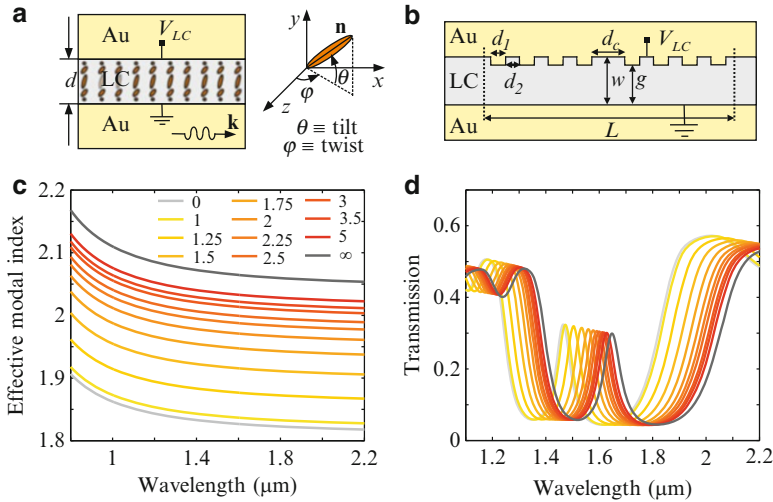 a
Au
V_LC
d
LC
Au
k
y
n
x
z
θ
φ
θ ≡ tilt
φ ≡ twist
b
Au
d₁
d_c
V_LC
LC
d₂
w
g
Au
L
c
Effective modal index
2.2
2.1
2
1.9
1.8
0
1
1.25
1.5
1.75
2
2.25
2.5
3
3.5
5
∞
1
1.4
1.8
2.2
Wavelength (μm)
d
Transmission
0.6
0.4
0.2
0
1.2
1.4
1.6
1.8
2
2.2
Wavelength (μm)